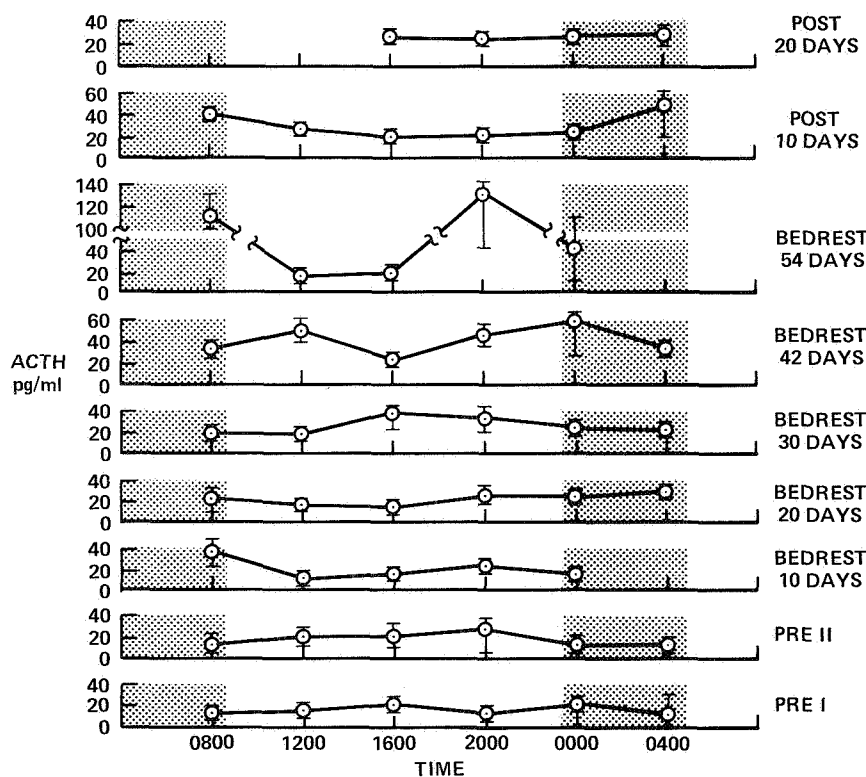 40
20
0
POST
20 DAYS
60
40
20
0
POST
10 DAYS
140
120
100
40
20
0
BEDREST
54 DAYS
60
40
20
0
BEDREST
42 DAYS
ACTH
pg/ml
40
20
0
BEDREST
30 DAYS
40
20
0
BEDREST
20 DAYS
40
20
0
BEDREST
10 DAYS
40
20
0
PRE II
40
20
0
PRE I
0800 1200 1600 2000 0000 0400
TIME